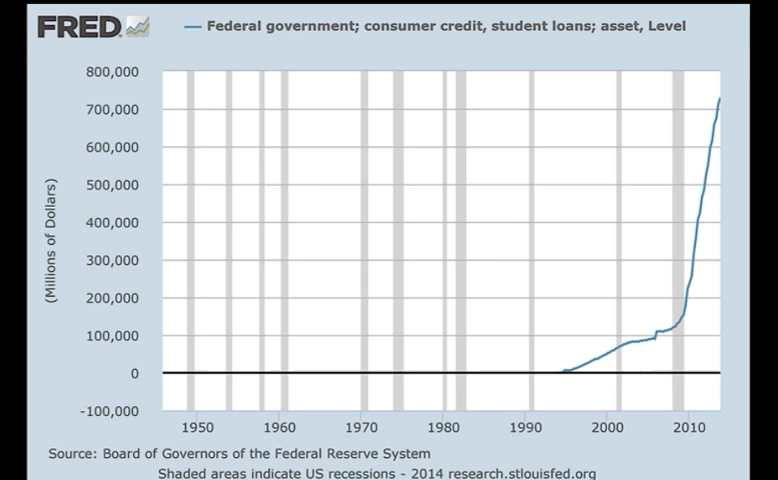 FRED
Federal government; consumer credit, student loans; asset, Level
800,000
700,000
600,000
500,000
400,000
300,000
200,000
100,000
0
-100,000
(Millions of Dollars)
1950 1960 1970 1980 1990 2000 2010
Source: Board of Governors of the Federal Reserve System
Shaded areas indicate US recessions - 2014 research.stlouisfed.org